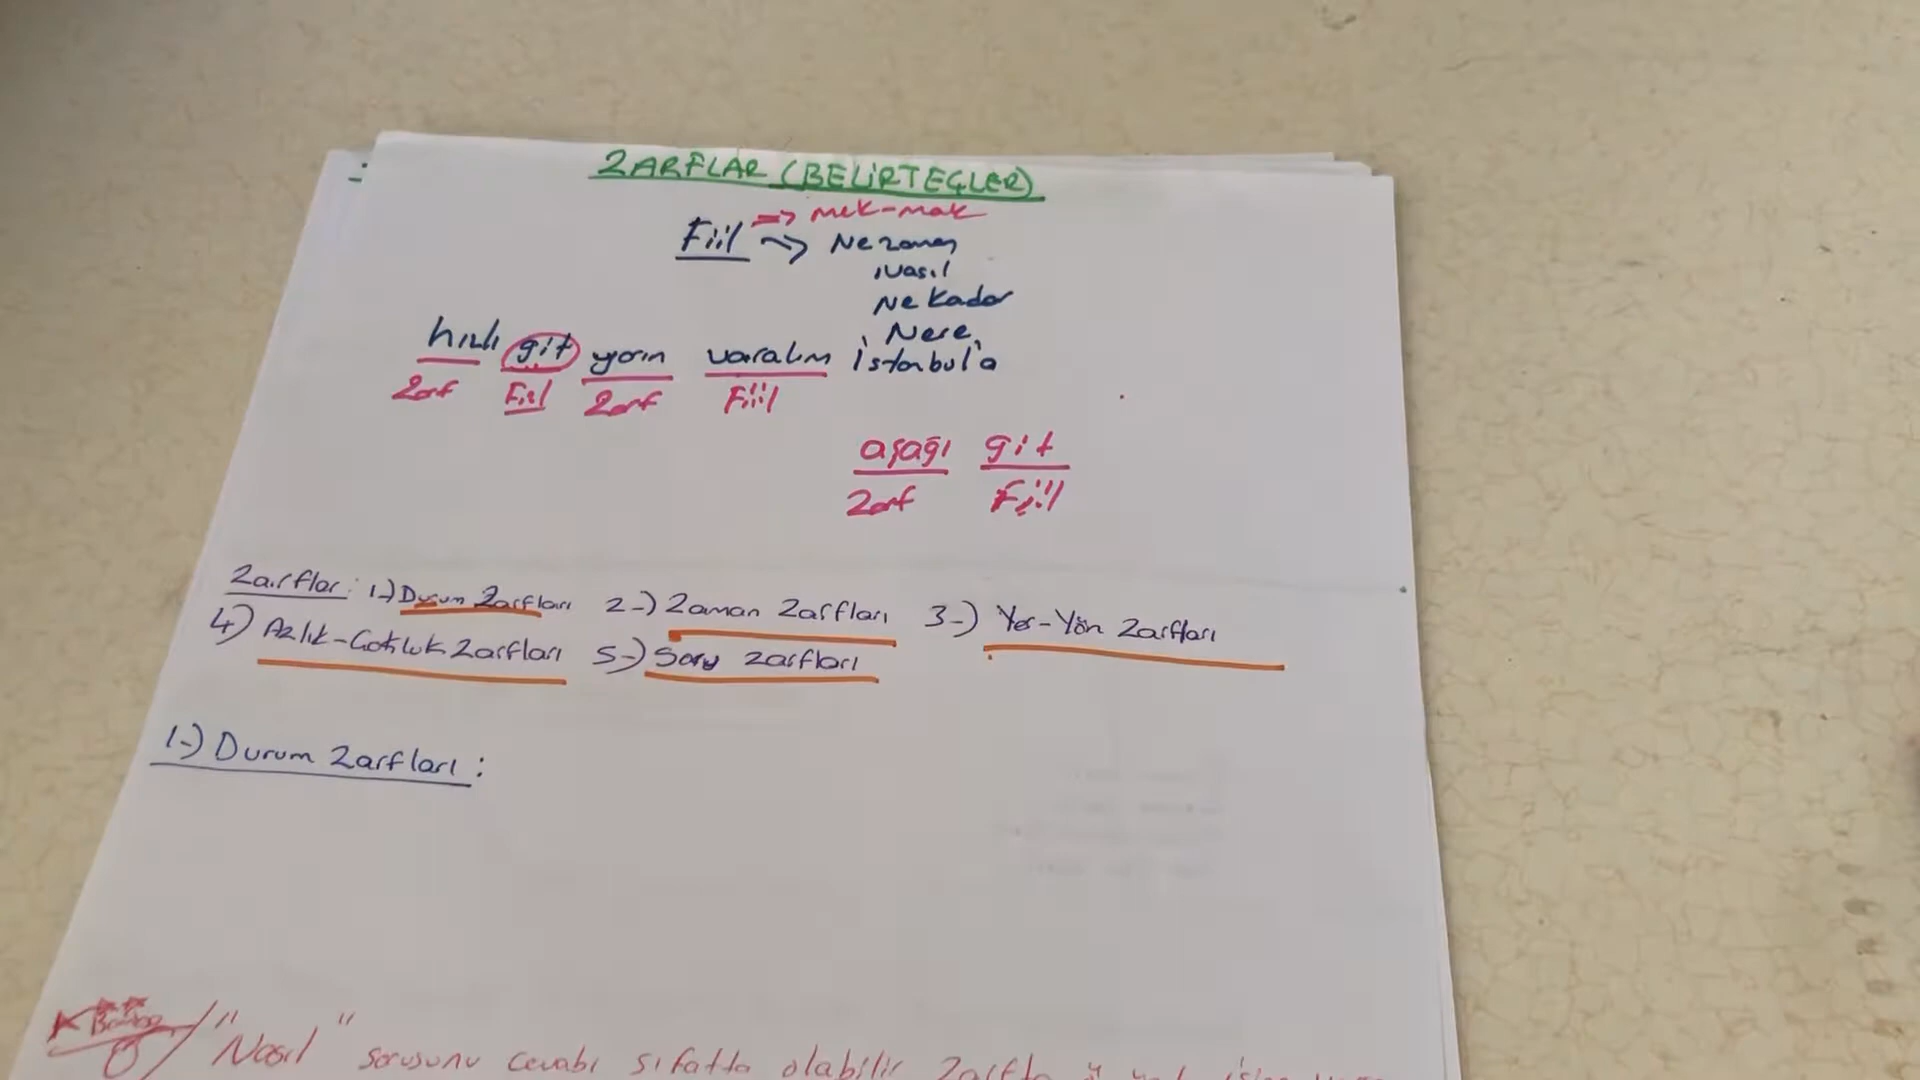 ZARFLAR (BELİRTEÇLER)
=> mek-mak
Fiil => Ne zaman
Nasıl
Ne Kadar
Nere
hızlı git yarın varalım İstanbul'a
Zarf Fiil Zarf Fiil
aşağı git
Zarf Fiil
Zarflar: 1-) Durum Zarfları 2-) Zaman Zarfları 3-) Yer-Yön Zarfları
4) Azlık-Çokluk Zarfları 5-) Soru Zarfları
1-) Durum Zarfları :
"Nasıl" sorusunu cevabı sıfatta olabilir Zarfta